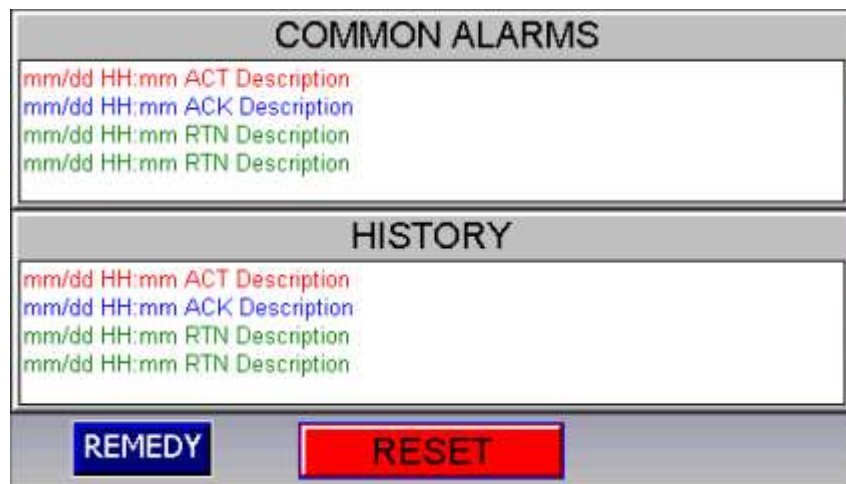 COMMON ALARMS
mm/dd HH:mm ACT Description
mm/dd HH:mm ACK Description
mm/dd HH:mm RTN Description
mm/dd HH:mm RTN Description
HISTORY
mm/dd HH:mm ACT Description
mm/dd HH:mm ACK Description
mm/dd HH:mm RTN Description
mm/dd HH:mm RTN Description
REMEDY RESET